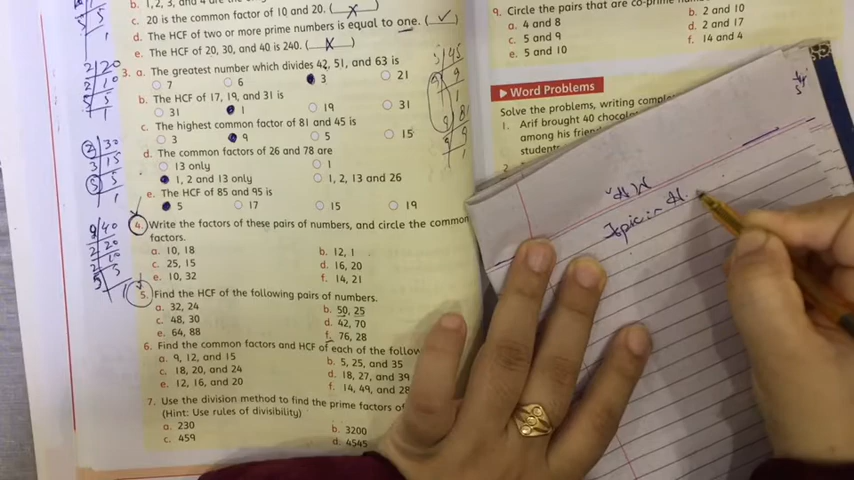 c. 20 is the common factor of 10 and 20. ( X )
d. The HCF of two or more prime numbers is equal to one. ( ✓ )
e. The HCF of 20, 30, and 40 is 240. ( X )
3. a. The greatest number which divides 42, 51, and 63 is
7 6 3 21
b. The HCF of 17, 19, and 31 is
31 1 19 31
c. The highest common factor of 81 and 45 is
3 9 5 15
d. The common factors of 26 and 78 are
13 only 1
1, 2 and 13 only 1, 2, 13 and 26
e. The HCF of 85 and 95 is
5 17 15 19
4. Write the factors of these pairs of numbers, and circle the common
factors.
a. 10, 18 b. 12, 1
c. 25, 15 d. 16, 20
e. 10, 32 f. 14, 21
5. Find the HCF of the following pairs of numbers.
a. 32, 24 b. 50, 25
c. 48, 30 d. 42, 70
e. 64, 88 f. 76, 28
6. Find the common factors and HCF of each of the follow
a. 9, 12, and 15 b. 5, 25, and 35
c. 18, 20, and 24 d. 18, 27, and 39
e. 12, 16, and 20 f. 14, 49, and 28
7. Use the division method to find the prime factors of
(Hint: Use rules of divisibility)
a. 230 b. 3200
c. 459 d. 4545
9. Circle the pairs that are co-prime
a. 4 and 8 b. 2 and 10
c. 5 and 9 d. 2 and 17
e. 5 and 10 f. 14 and 4
Word Problems
Solve the problems, writing comple
1. Arif brought 40 chocola
among his frien
student
2
2 20
2 10
5 5
1
2 30
3 15
5 5
1
2 40
2 20
2 10
5 5
1
5 45
9 9
1
9 81
9 9
1
H.W
Topic:- H.